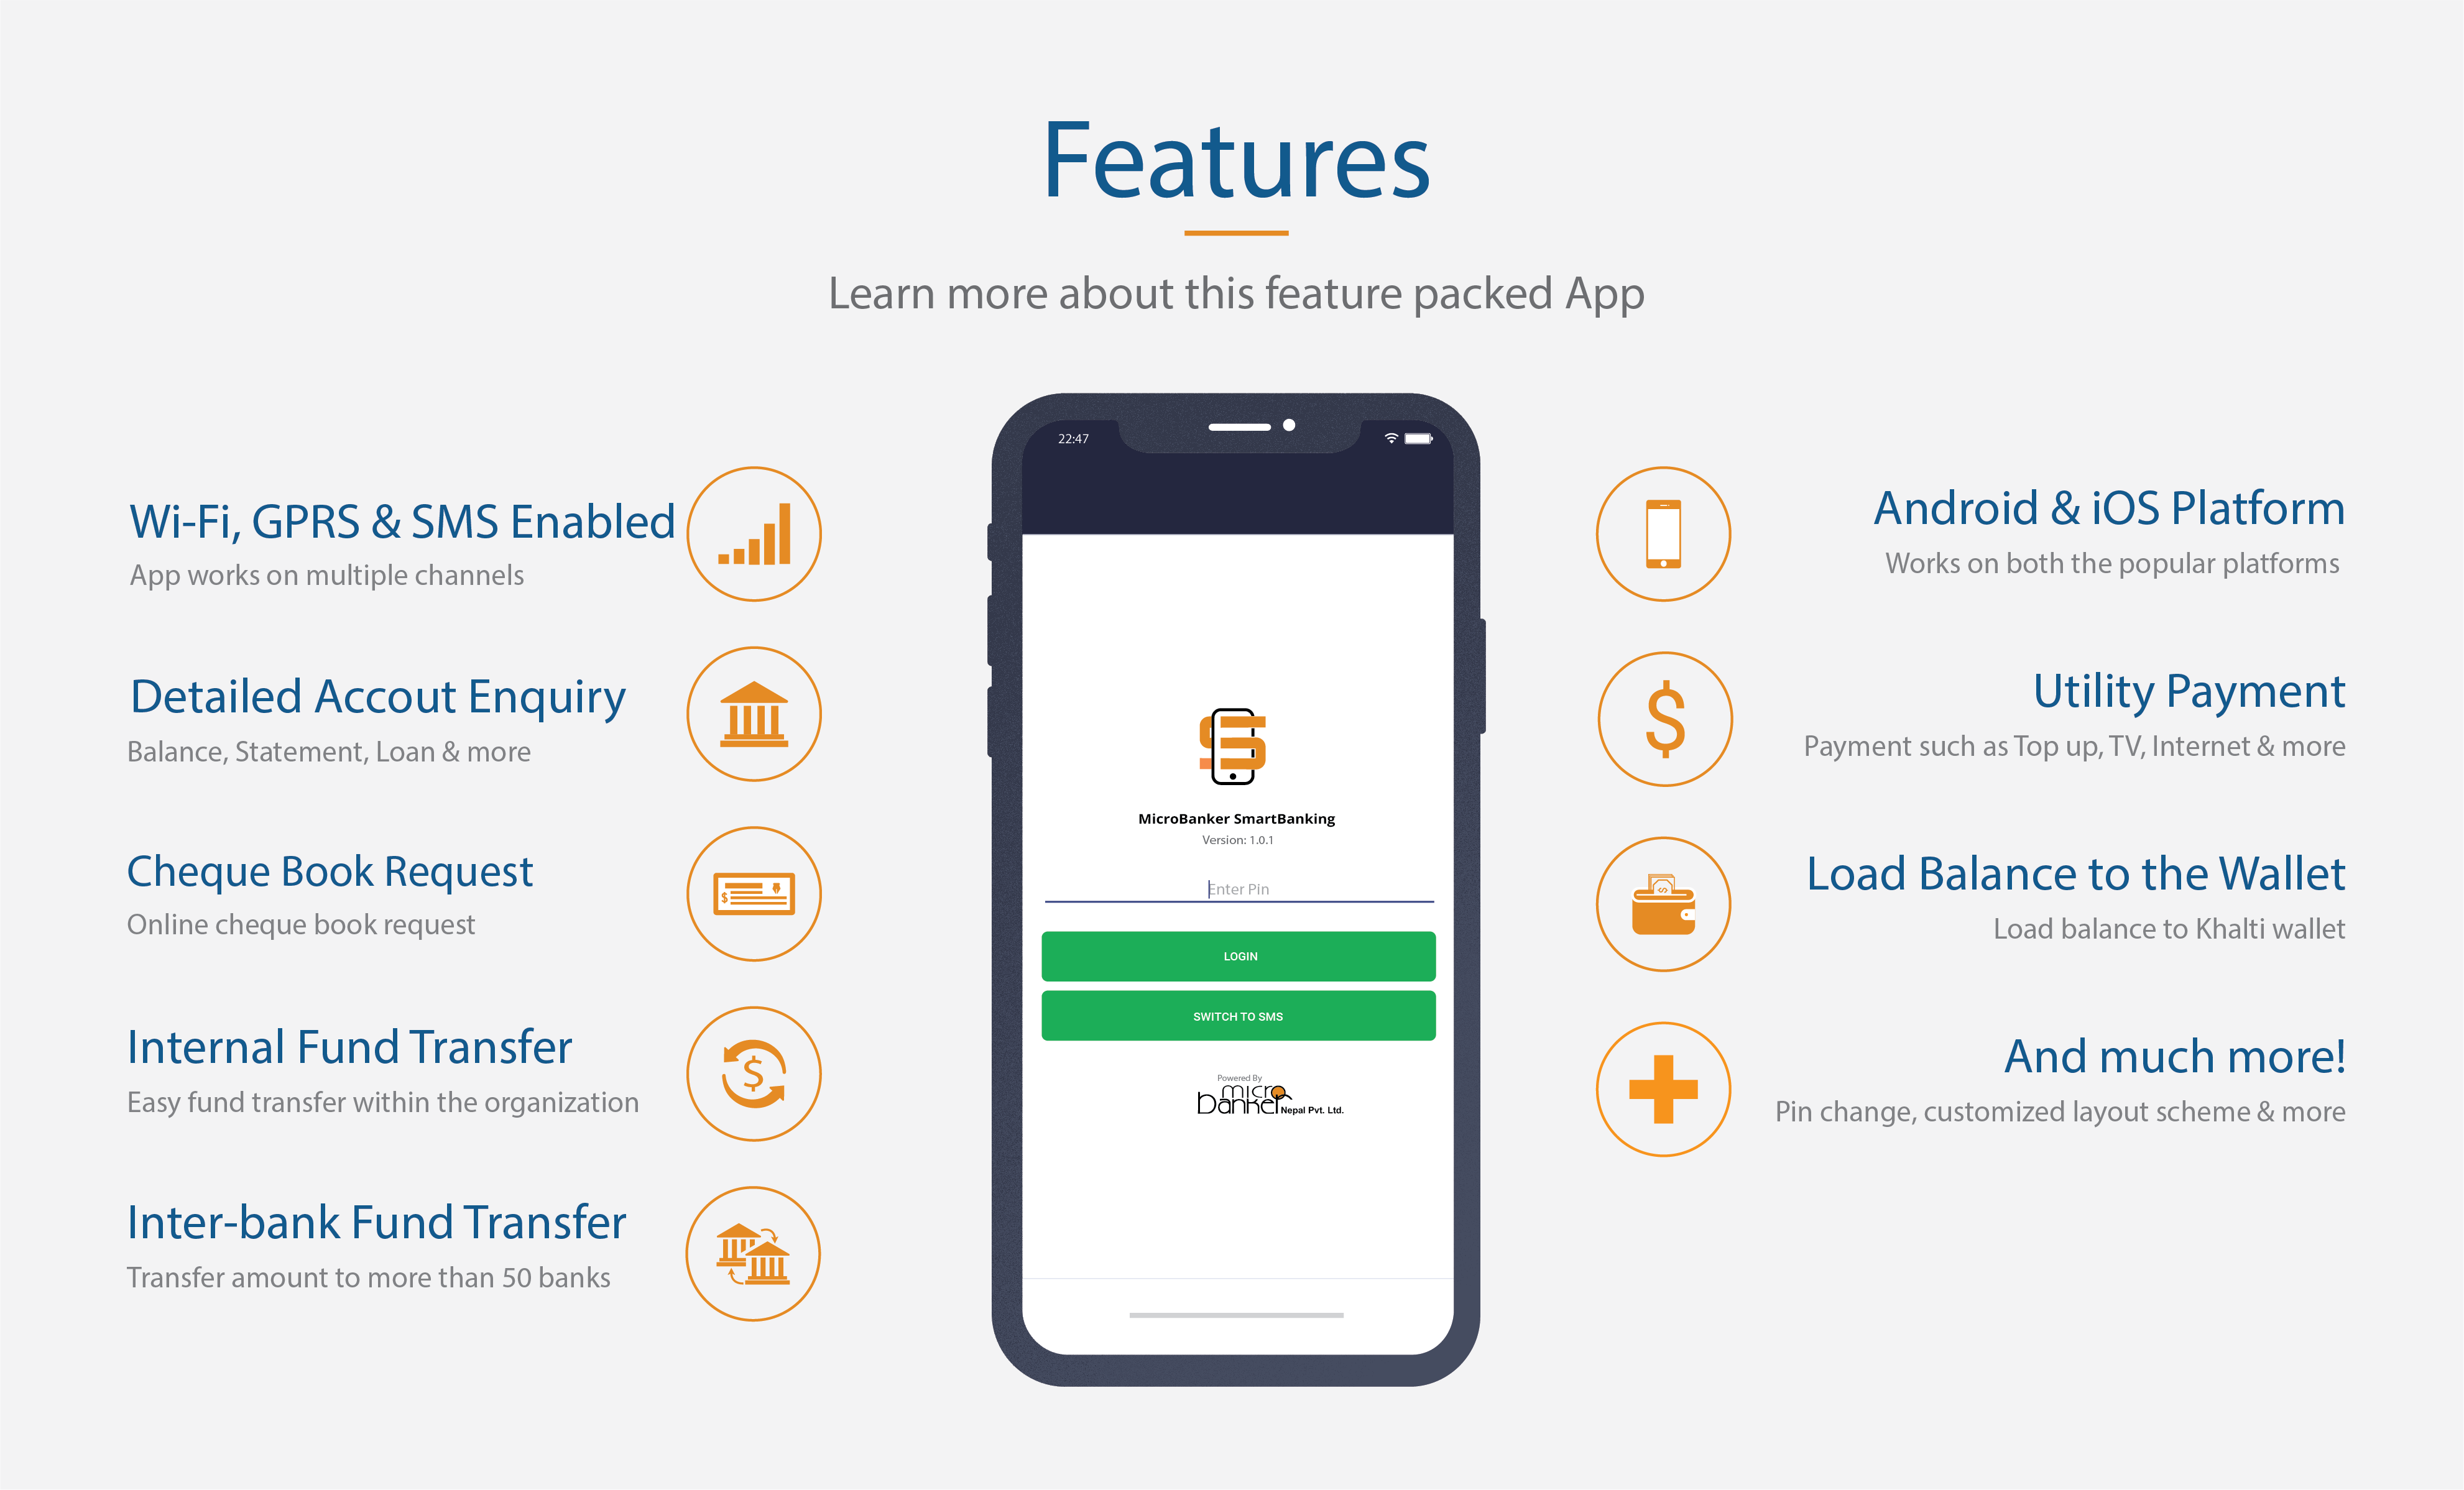 Features
Learn more about this feature packed App
Wi-Fi, GPRS & SMS Enabled
App works on multiple channels
Detailed Accout Enquiry
Balance, Statement, Loan & more
Cheque Book Request
Online cheque book request
Internal Fund Transfer
Easy fund transfer within the organization
Inter-bank Fund Transfer
Transfer amount to more than 50 banks
22:47
MicroBanker SmartBanking
Version: 1.0.1
Enter Pin
LOGIN
SWITCH TO SMS
Powered By
micro
banker Nepal Pvt. Ltd.
Android & iOS Platform
Works on both the popular platforms
Utility Payment
Payment such as Top up, TV, Internet & more
Load Balance to the Wallet
Load balance to Khalti wallet
And much more!
Pin change, customized layout scheme & more